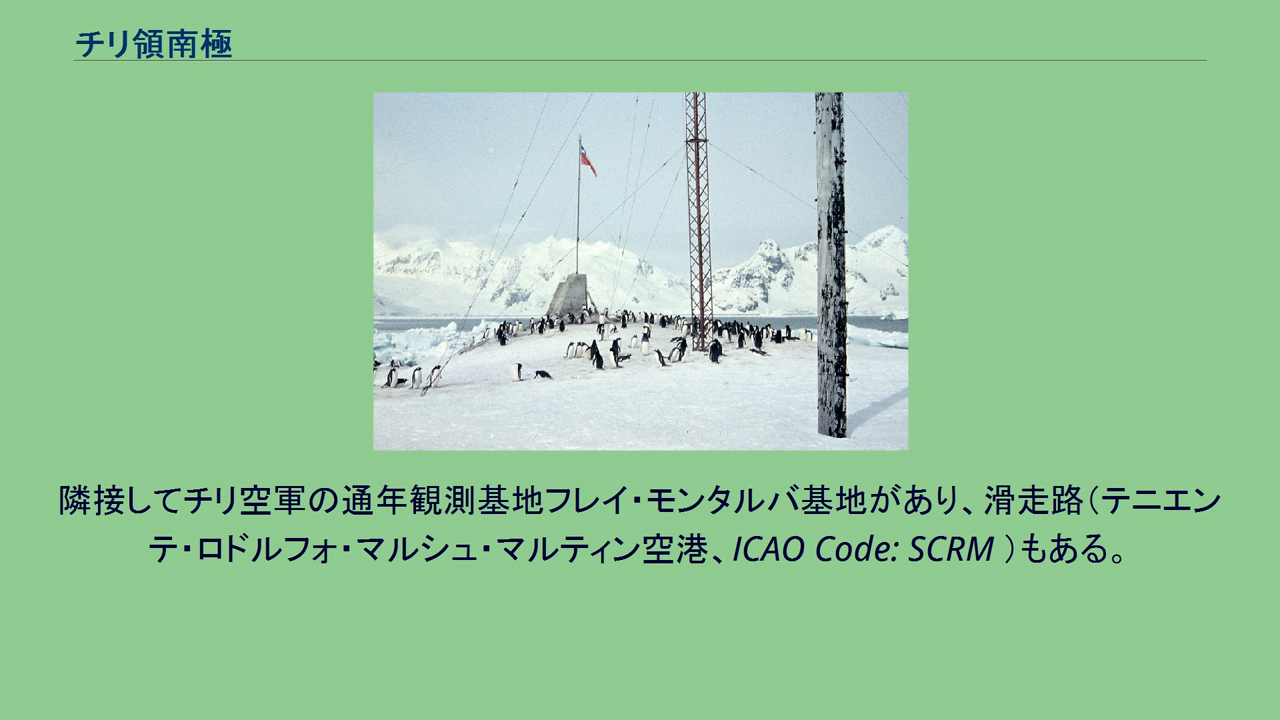 チリ領南極
隣接してチリ空軍の通年観測基地フレイ・モンタルバ基地があり、滑走路（テニエン
テ・ロドルフォ・マルシュ・マルティン空港、ICAO Code: SCRM ）もある。